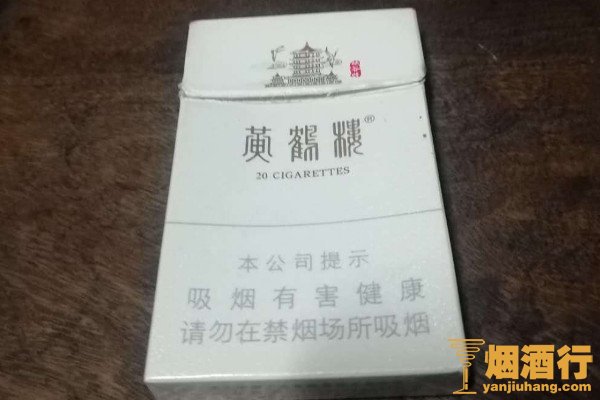 黄鹤楼®
20 CIGARETTES
本公司提示
吸烟有害健康
请勿在禁烟场所吸烟
烟酒行
yanjiuhang.com